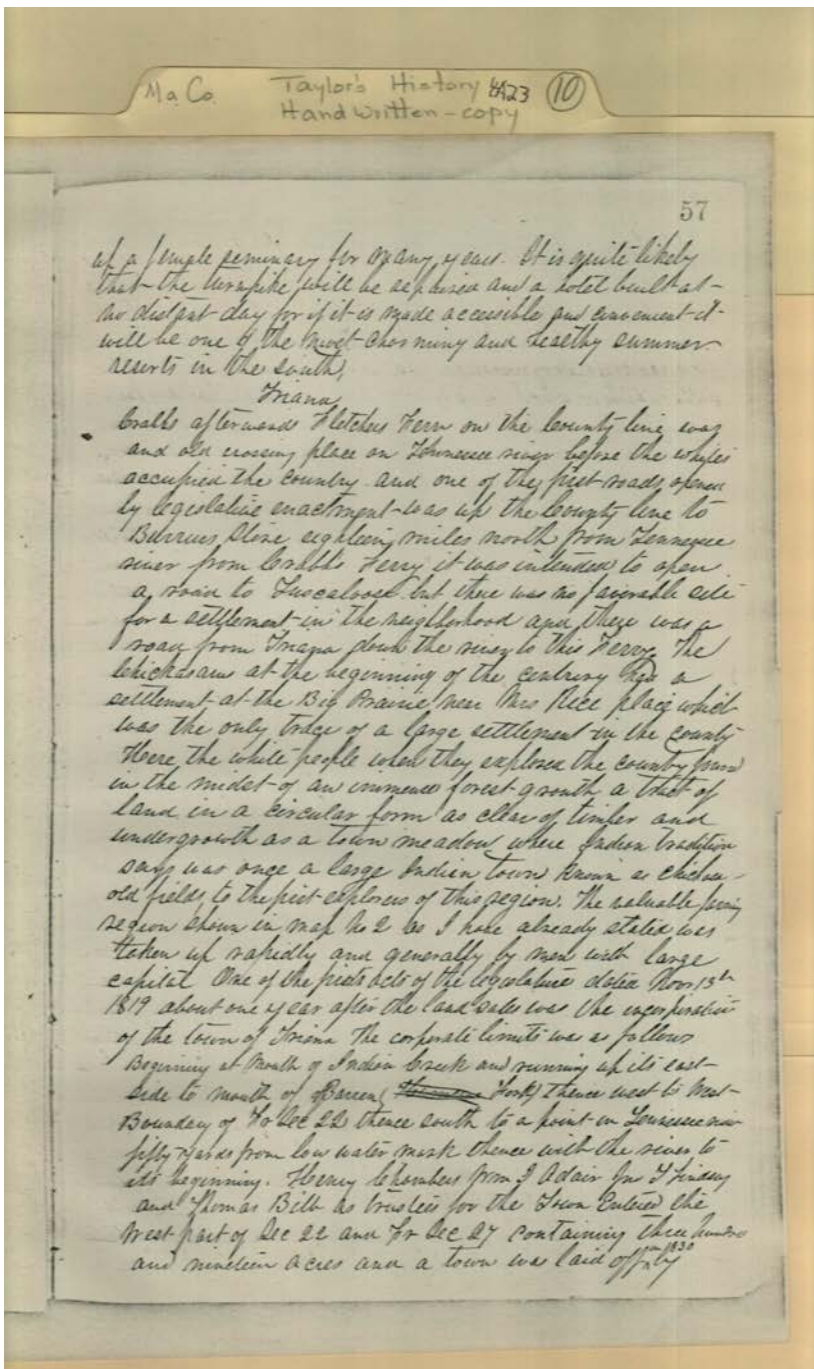 Ma. Co. Taylor's History 4A23 10
Handwritten - copy
57
of a female seminary for many years. It is quite likely
that the turnpike will be repaired and a hotel built at
no distant day for if it is made accessible and convenient it
will be one of the most charming and healthy summer
resorts in the south.
Triana
Crabbs afterwards Fletchers Ferry on the County line was
and old crossing place on Tennessee river before the whites
occupied the country and one of the first roads opened
by legislative enactment was up the County line to
Burrus Store eighteen miles north from Tennessee
river from Crabbs Ferry it was intended to open
a road to Tuscaloosa but there was no favorable site
for a settlement in the neighborhood and there was a
road from Triana down the river to this Ferry. The
Chickasaws at the beginning of the century had a
settlement at the Big Prairie near Mrs Rice place which
was the only trace of a large settlement in the county
Here the white people when they explored the county found
in the midst of an immense forest growth a tract of
land in a circular form as clear of timber and
undergrowth as a town meadow where Indian tradition
says was once a large Indian town known as
old fields to the first explorers of this region. The valuable
region shown in map No 2 as I have already stated was
taken up rapidly and generally by men with large
capital One of the first acts of the legislature dated Novr 13th
1819 about one year after the land sales was the incorporation
of the town of Triana The corporate limits was as follows
Beginning at Mouth of Indian Creek and running up its east
side to mouth of Barren Fork thence west to West
Boundary of Fr Sec 22 thence south to a point in Tennessee river
fifty yards from low water mark thence with the river to
its beginning. Henry Chambers J Adair Jas J Lindsey
and Thomas Bibb as trustees for the Town Entered the
West part of Sec 22 and Fr Sec 27 containing three hundred
and nineteen acres and a town was laid off by